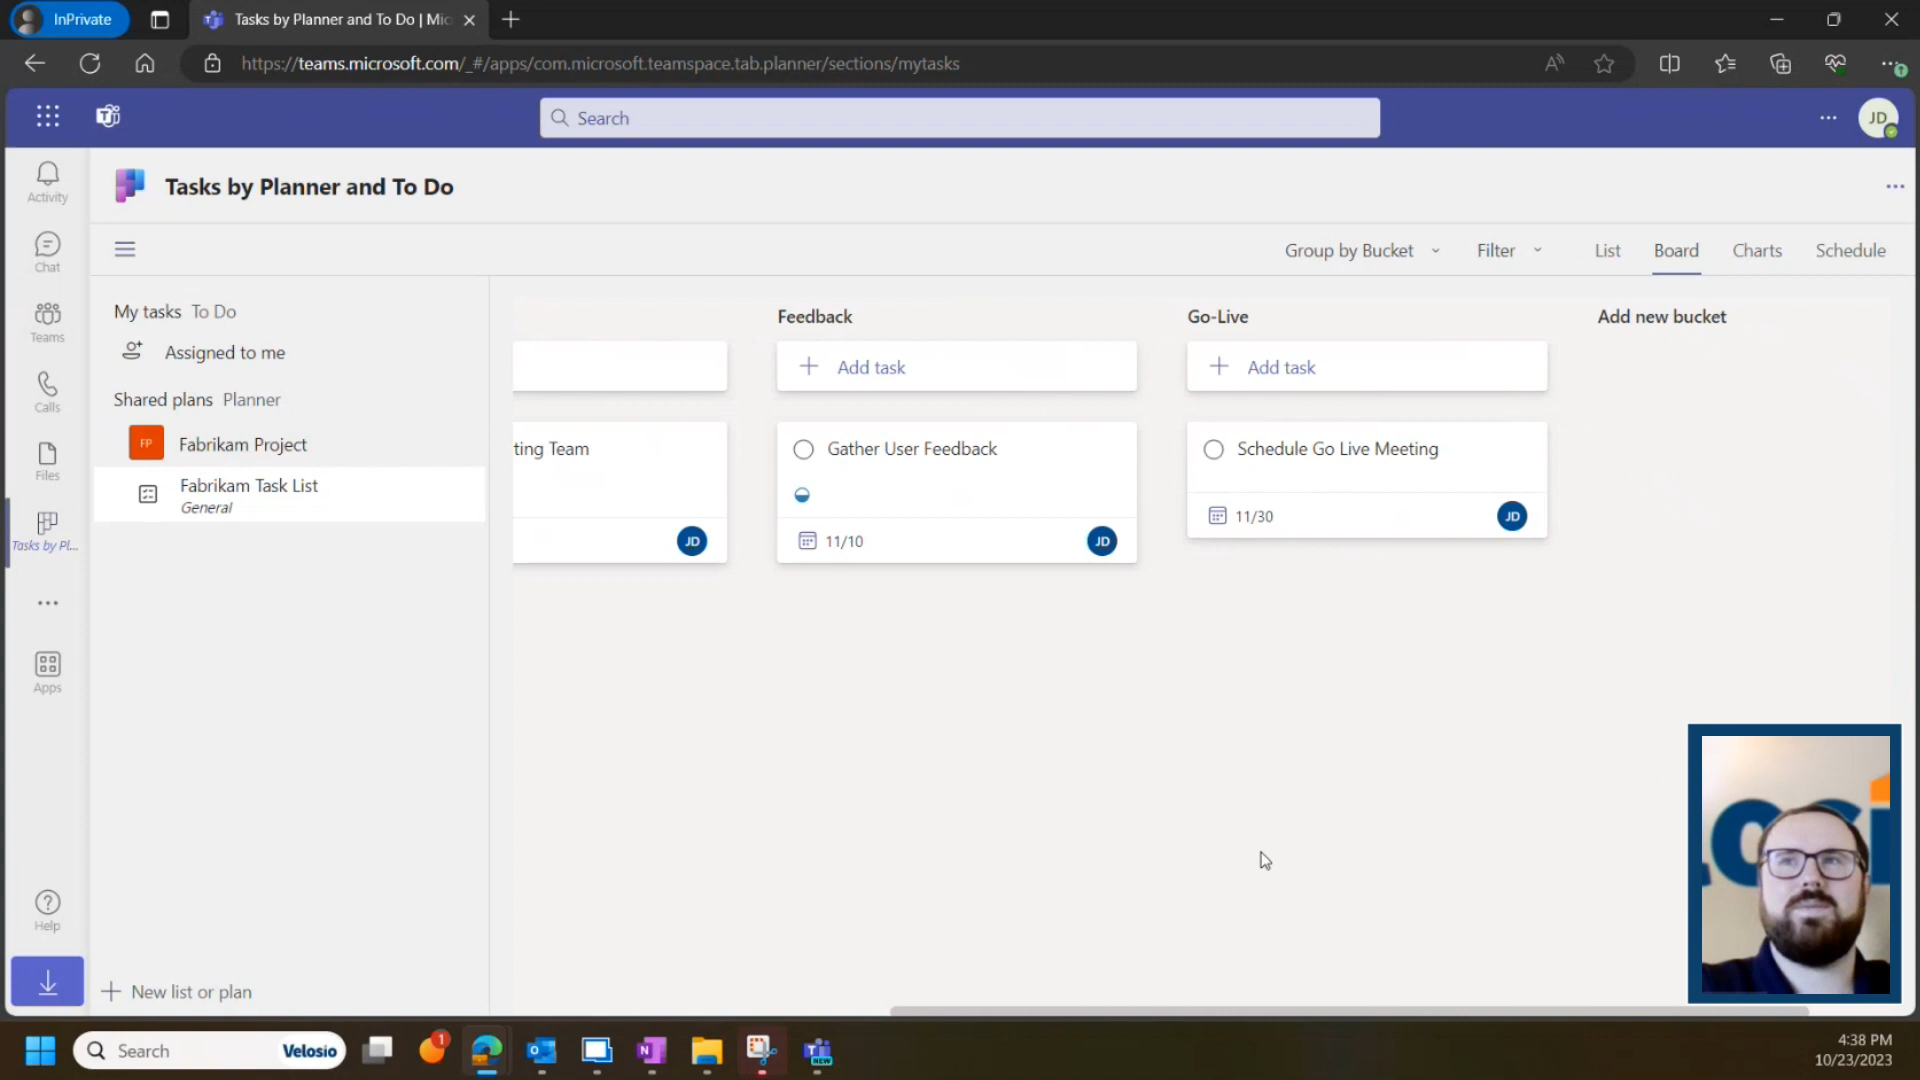 InPrivate
Tasks by Planner and To Do | Mic
https://teams.microsoft.com/_#/apps/com.microsoft.teamspace.tab.planner/sections/mytasks
Search
JD
Activity
Chat
Teams
Calls
Files
Tasks by Pl...
Apps
Help
Tasks by Planner and To Do
Group by Bucket
Filter
List
Board
Charts
Schedule
My tasks To Do
Assigned to me
Shared plans Planner
FP
Fabrikam Project
Fabrikam Task List
General
New list or plan
ting Team
JD
Feedback
Add task
Gather User Feedback
11/10
JD
Go-Live
Add task
Schedule Go Live Meeting
11/30
JD
Add new bucket
Search
Velosio
1
NEW
4:38 PM
10/23/2023